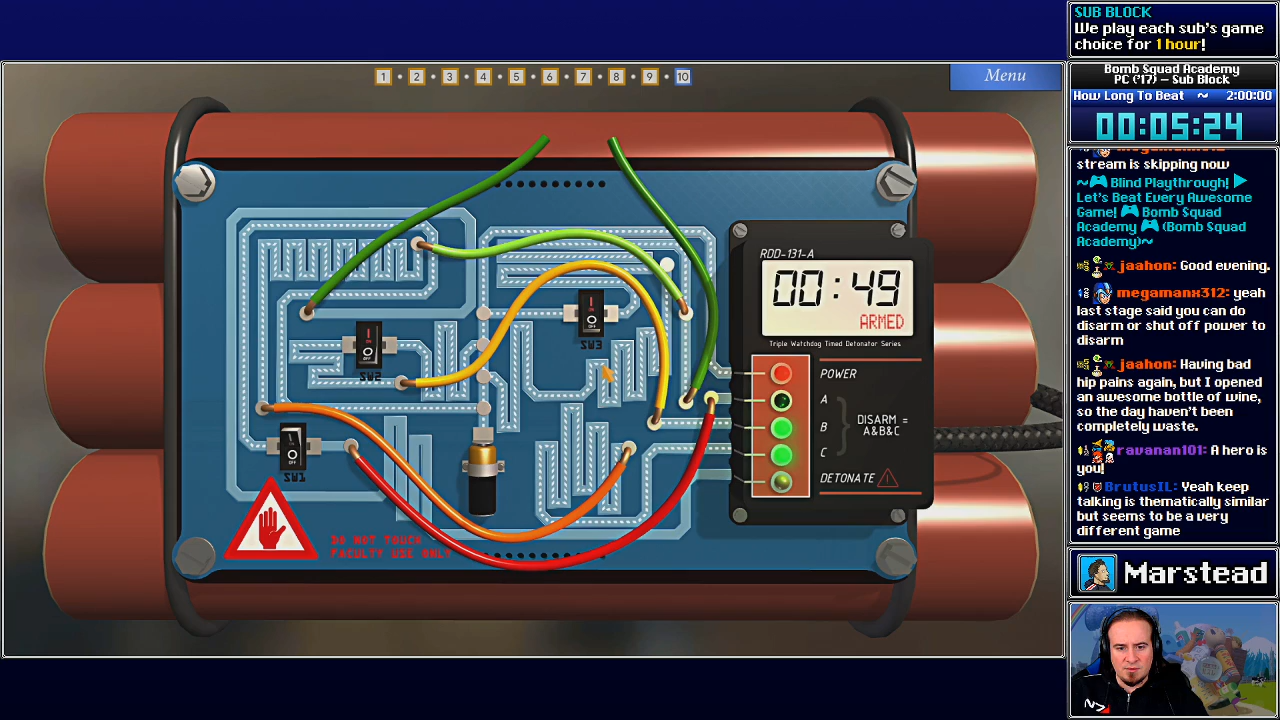 SUB BLOCK
We play each sub's game
choice for 1 hour!
1 2 3 4 5 6 7 8 9 10
Menu
Bomb Squad Academy
PC ('17) – Sub Block
How Long To Beat ~ 2:00:00
00:05:24
stream is skipping now
~🎮 Blind Playthrough! ▶
Let's Beat Every Awesome
Game! 🎮 Bomb Squad
Academy 🎮 (Bomb Squad
Academy)~
jaahon: Good evening.
megamanx312: yeah
last stage said you can do
disarm or shut off power to
disarm
jaahon: Having bad
hip pains again, but I opened
an awesome bottle of wine,
so the day haven't been
completely waste.
ravanan101: A hero is
you!
BrutusIL: Yeah keep
talking is thematically similar
but seems to be a very
different game
Marstead
RDD-131-A
00:49
ARMED
Triple Watchdog Timed Detonator Series
POWER
A
B
C
DISARM =
A&B&C
DETONATE
SW3
OFF
SW2
OFF
SW1
OFF
DO NOT TOUCH
FACULTY USE ONLY